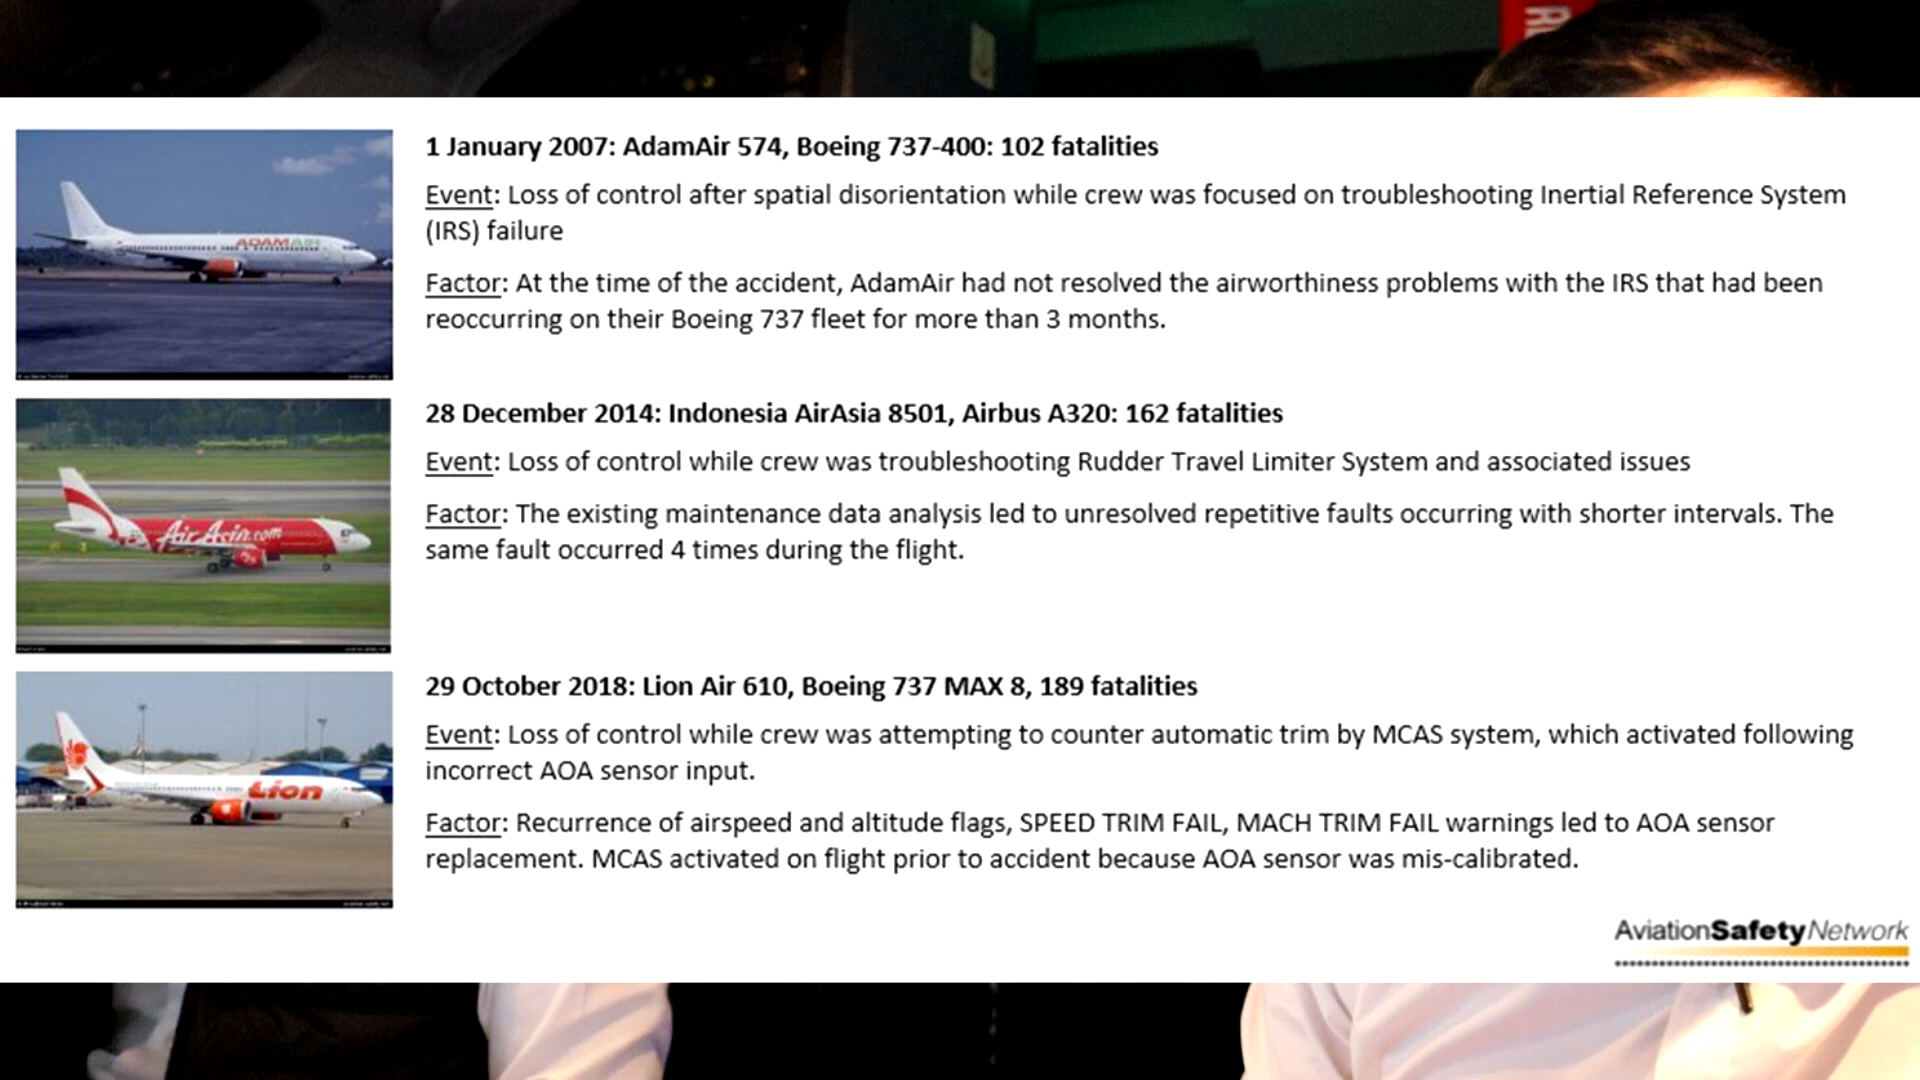 1 January 2007: AdamAir 574, Boeing 737-400: 102 fatalities
Event: Loss of control after spatial disorientation while crew was focused on troubleshooting Inertial Reference System
(IRS) failure
Factor: At the time of the accident, AdamAir had not resolved the airworthiness problems with the IRS that had been
reoccurring on their Boeing 737 fleet for more than 3 months.
ADAMAIR
28 December 2014: Indonesia AirAsia 8501, Airbus A320: 162 fatalities
Event: Loss of control while crew was troubleshooting Rudder Travel Limiter System and associated issues
Factor: The existing maintenance data analysis led to unresolved repetitive faults occurring with shorter intervals. The
same fault occurred 4 times during the flight.
AirAsia.com
29 October 2018: Lion Air 610, Boeing 737 MAX 8, 189 fatalities
Event: Loss of control while crew was attempting to counter automatic trim by MCAS system, which activated following
incorrect AOA sensor input.
Factor: Recurrence of airspeed and altitude flags, SPEED TRIM FAIL, MACH TRIM FAIL warnings led to AOA sensor
replacement. MCAS activated on flight prior to accident because AOA sensor was mis-calibrated.
Lion
AviationSafetyNetwork